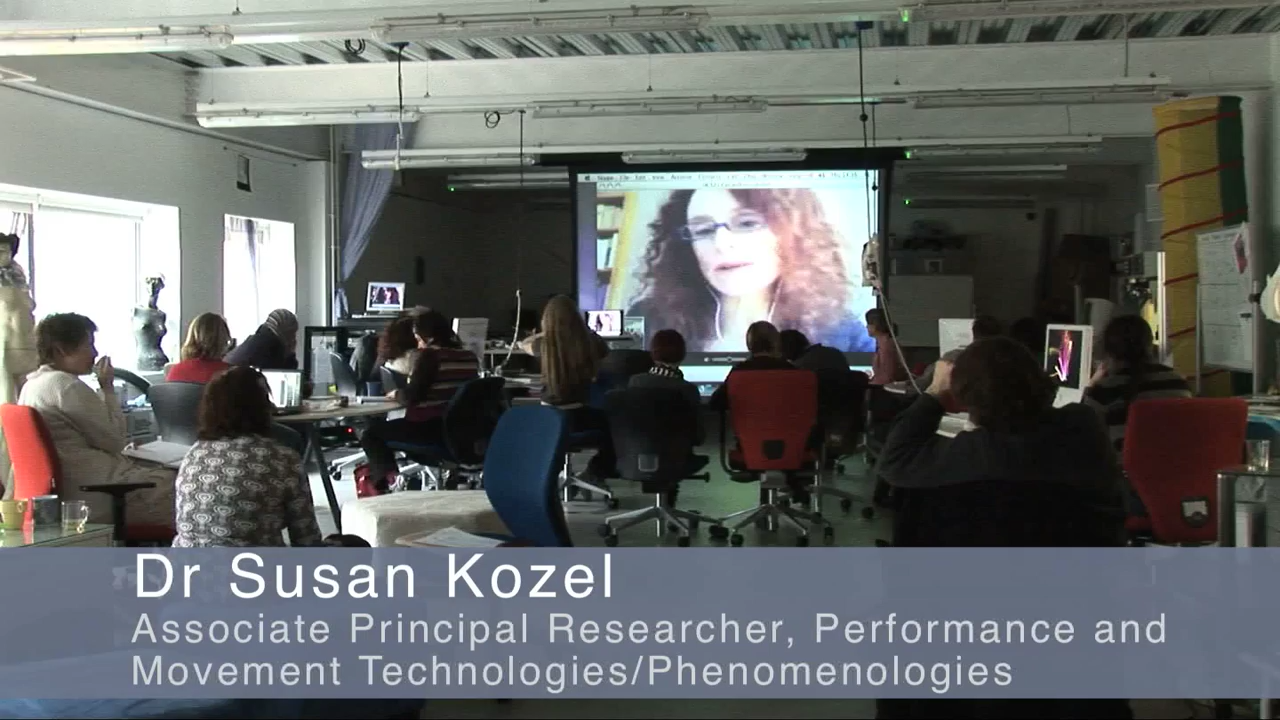 Dr Susan Kozel
Associate Principal Researcher, Performance and
Movement Technologies/Phenomenologies